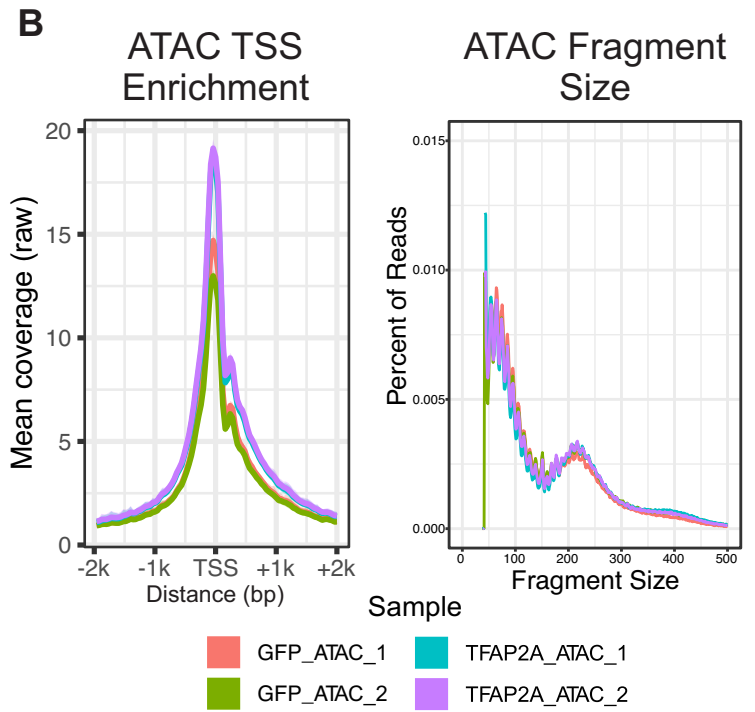 B
ATAC TSS
Enrichment
Mean coverage (raw)
20
15
10
5
0
-2k -1k TSS +1k +2k
Distance (bp)
ATAC Fragment
Size
Percent of Reads
0.015
0.010
0.005
0.000
0 100 200 300 400 500
Fragment Size
Sample
GFP_ATAC_1 TFAP2A_ATAC_1
GFP_ATAC_2 TFAP2A_ATAC_2